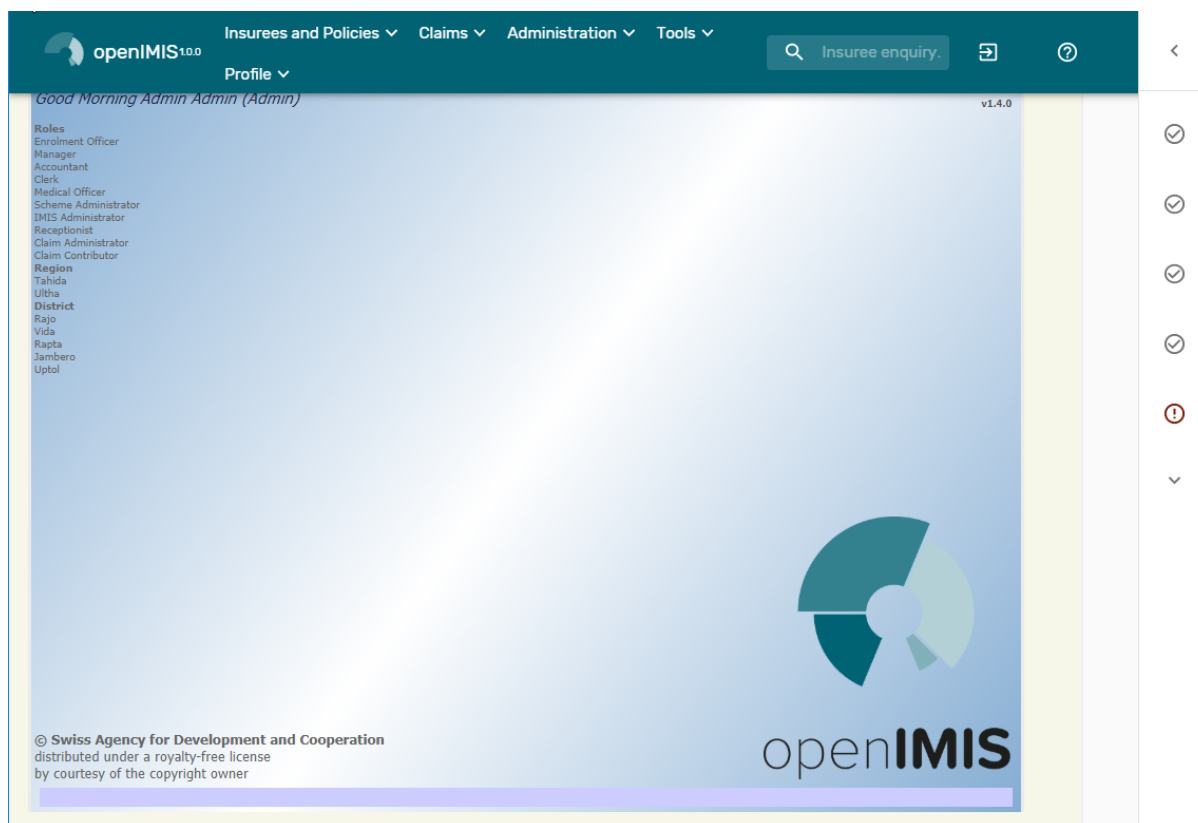 openIMIS1.0.0
Insurees and Policies
Claims
Administration
Tools
Profile
Insuree enquiry.
Good Morning Admin Admin (Admin)
v1.4.0
Roles
Enrolment Officer
Manager
Accountant
Clerk
Medical Officer
Scheme Administrator
IMIS Administrator
Receptionist
Claim Administrator
Claim Contributor
Region
Tahida
Ultha
District
Rajo
Vida
Rapta
Jambero
Uptol
© Swiss Agency for Development and Cooperation
distributed under a royalty-free license
by courtesy of the copyright owner
openIMIS